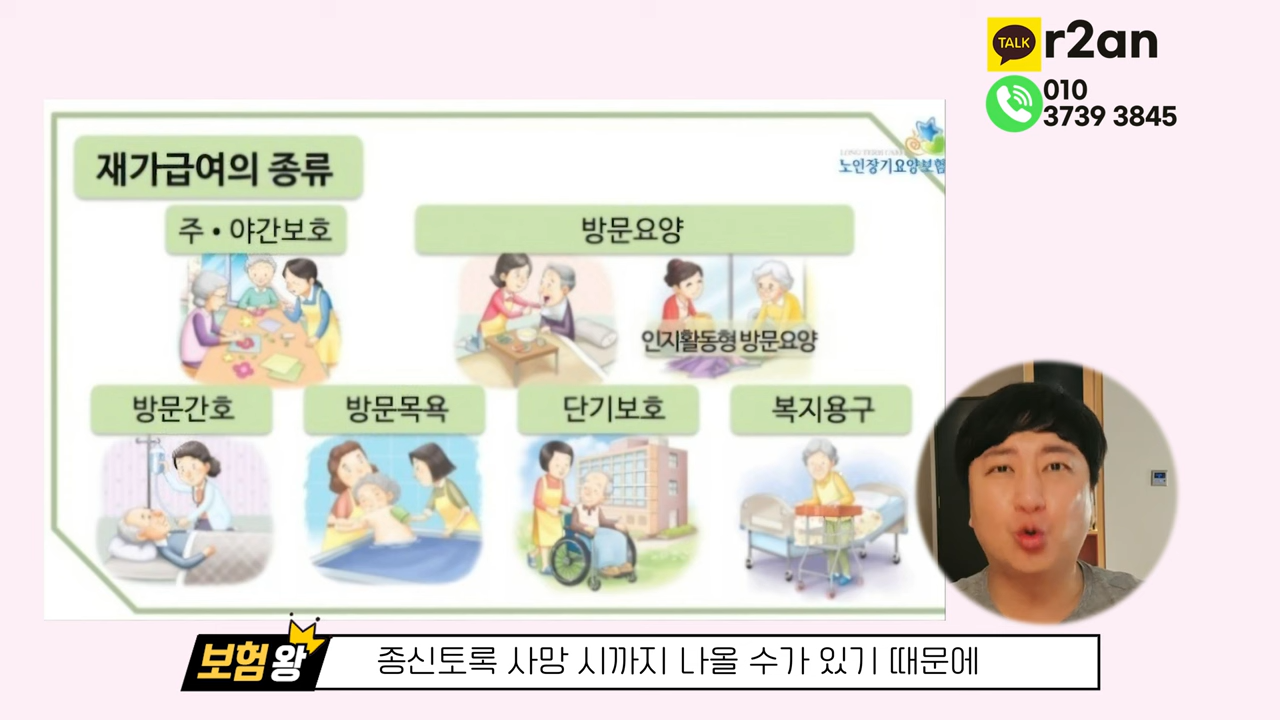 TALK
r2an
010
3739 3845
재가급여의 종류
LONG TERM CARE
노인장기요양보험
주 • 야간보호
방문요양
인지활동형 방문요양
방문간호
방문목욕
단기보호
복지용구
보험왕
종신토록 사망 시까지 나올 수가 있기 때문에